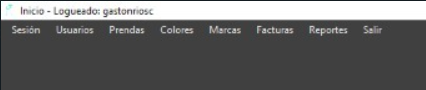 Inicio - Logueado: gastonriosc
Sesión Usuarios Prendas Colores Marcas Facturas Reportes Salir